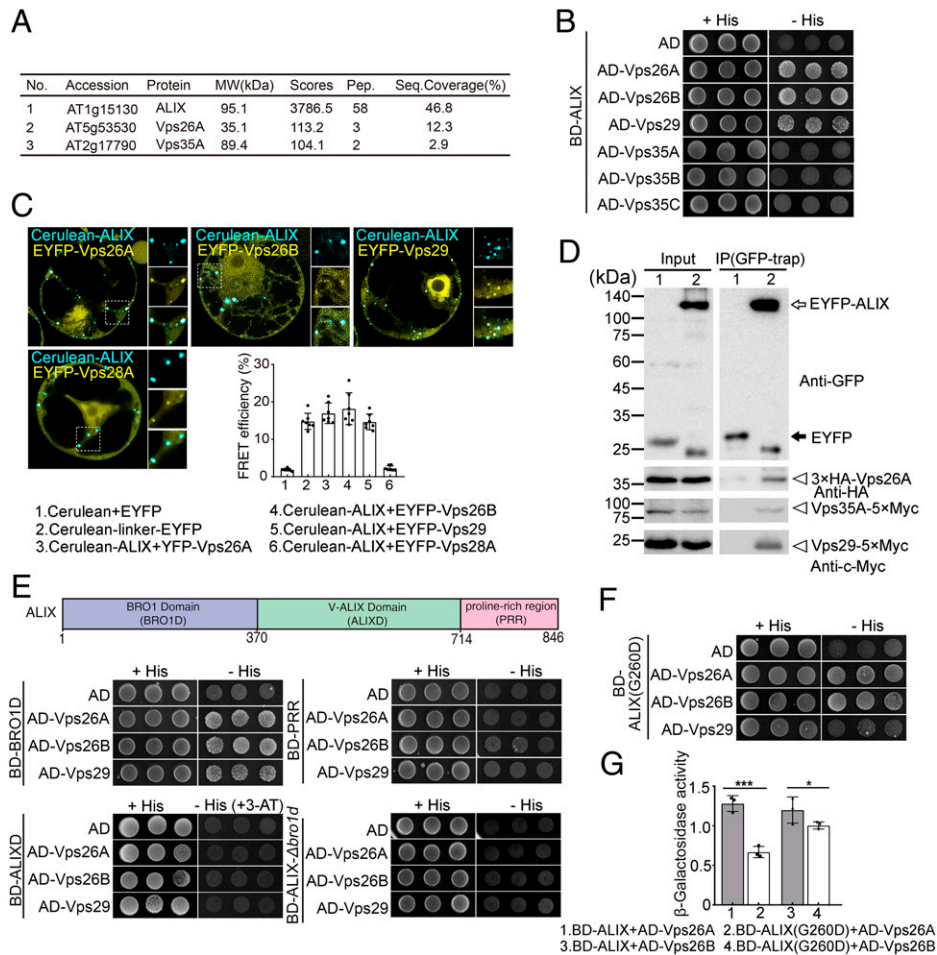 A
No. Accession Protein MW(kDa) Scores Pep. Seq.Coverage(%)
1 AT1g15130 ALIX 95.1 3786.5 58 46.8
2 AT5g53530 Vps26A 35.1 113.2 3 12.3
3 AT2g17790 Vps35A 89.4 104.1 2 2.9
B
+ His - His
BD-ALIX
AD
AD-Vps26A
AD-Vps26B
AD-Vps29
AD-Vps35A
AD-Vps35B
AD-Vps35C
C
Cerulean-ALIX
EYFP-Vps26A
Cerulean-ALIX
EYFP-Vps26B
Cerulean-ALIX
EYFP-Vps29
Cerulean-ALIX
EYFP-Vps28A
FRET efficiency (%)
30
20
10
0
1 2 3 4 5 6
1.Cerulean+EYFP
2.Cerulean-linker-EYFP
3.Cerulean-ALIX+YFP-Vps26A
4.Cerulean-ALIX+EYFP-Vps26B
5.Cerulean-ALIX+EYFP-Vps29
6.Cerulean-ALIX+EYFP-Vps28A
D
(kDa) Input IP(GFP-trap)
1 2 1 2
140
100
75
60
45
35
25
35
100
75
25
EYFP-ALIX
Anti-GFP
EYFP
3×HA-Vps26A
Anti-HA
Vps35A-5×Myc
Vps29-5×Myc
Anti-c-Myc
E
ALIX
BRO1 Domain
(BRO1D)
V-ALIX Domain
(ALIXD)
proline-rich region
(PRR)
1 370 714 846
+ His - His
BD-BRO1D
AD
AD-Vps26A
AD-Vps26B
AD-Vps29
+ His - His
BD-PRR
AD
AD-Vps26A
AD-Vps26B
AD-Vps29
+ His - His (+3-AT)
BD-ALIXD
AD
AD-Vps26A
AD-Vps26B
AD-Vps29
+ His - His
BD-ALIX-Δbro1d
AD
AD-Vps26A
AD-Vps26B
AD-Vps29
F
+ His - His
BD-
ALIX(G260D)
AD
AD-Vps26A
AD-Vps26B
AD-Vps29
G
β-Galactosidase activity
1.5
1.0
0.5
0
*** *
1 2 3 4
1.BD-ALIX+AD-Vps26A 2.BD-ALIX(G260D)+AD-Vps26A
3.BD-ALIX+AD-Vps26B 4.BD-ALIX(G260D)+AD-Vps26B